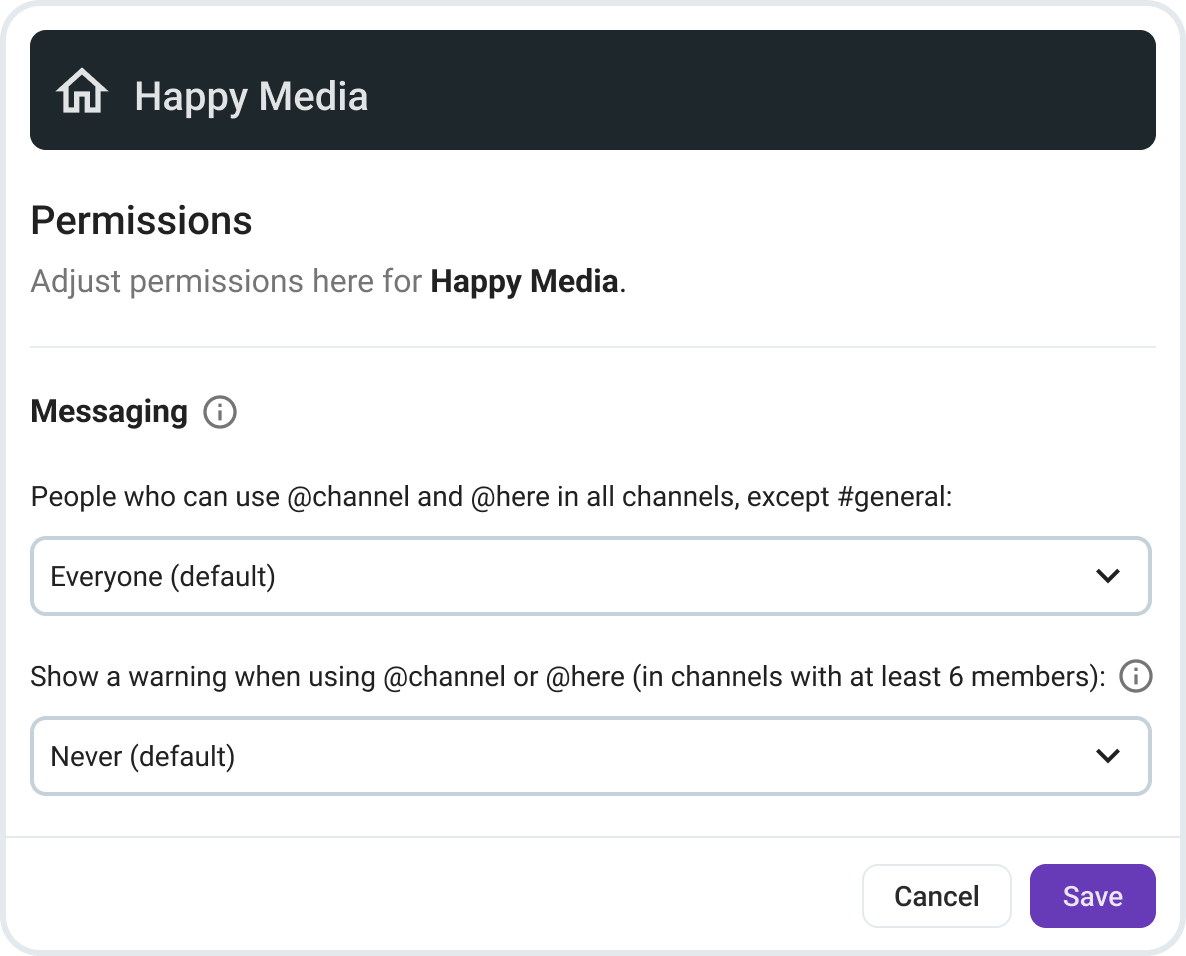 Happy Media
Permissions
Adjust permissions here for Happy Media.
Messaging
People who can use @channel and @here in all channels, except #general:
Everyone (default)
Show a warning when using @channel or @here (in channels with at least 6 members):
Never (default)
Cancel
Save